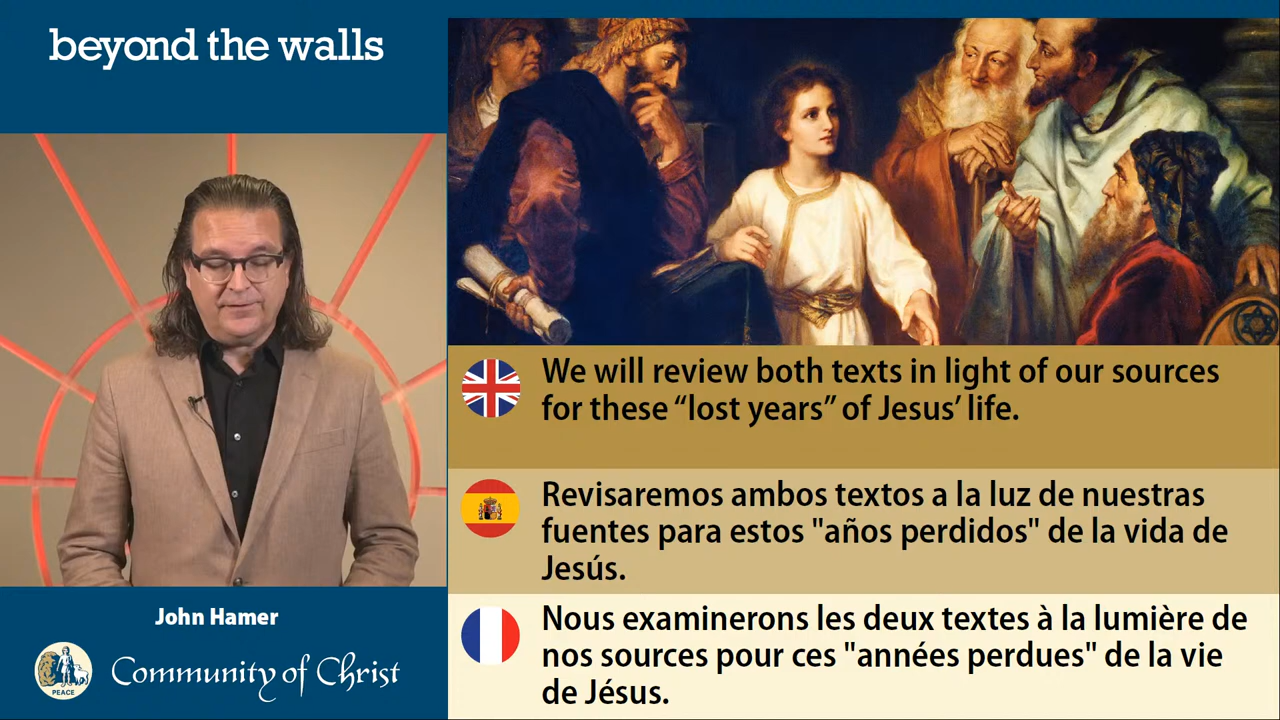 beyond the walls
John Hamer
PEACE
Community of Christ
We will review both texts in light of our sources
for these “lost years” of Jesus’ life.
Revisaremos ambos textos a la luz de nuestras
fuentes para estos "años perdidos" de la vida de
Jesús.
Nous examinerons les deux textes à la lumière de
nos sources pour ces "années perdues" de la vie
de Jésus.